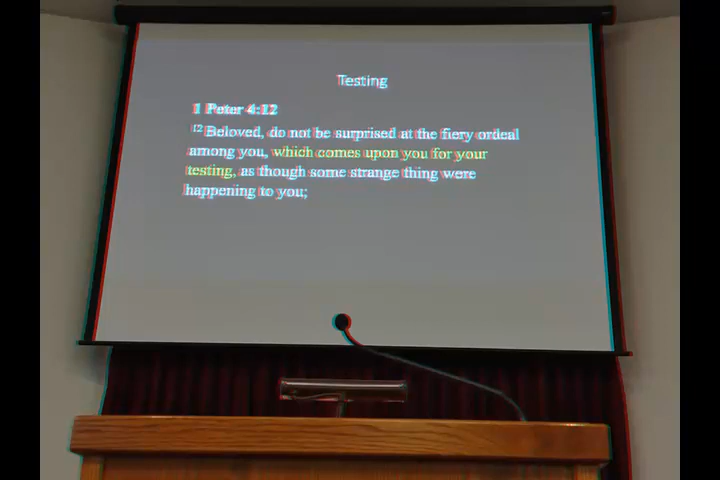 Testing
1 Peter 4:12
12 Beloved, do not be surprised at the fiery ordeal
among you, which comes upon you for your
testing, as though some strange thing were
happening to you;